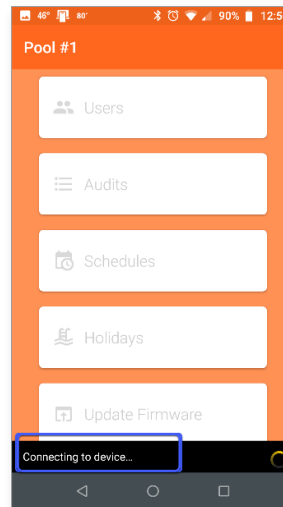 46° 80° 90% 12:5
Pool #1
Users
Audits
Schedules
Holidays
Update Firmware
Connecting to device...